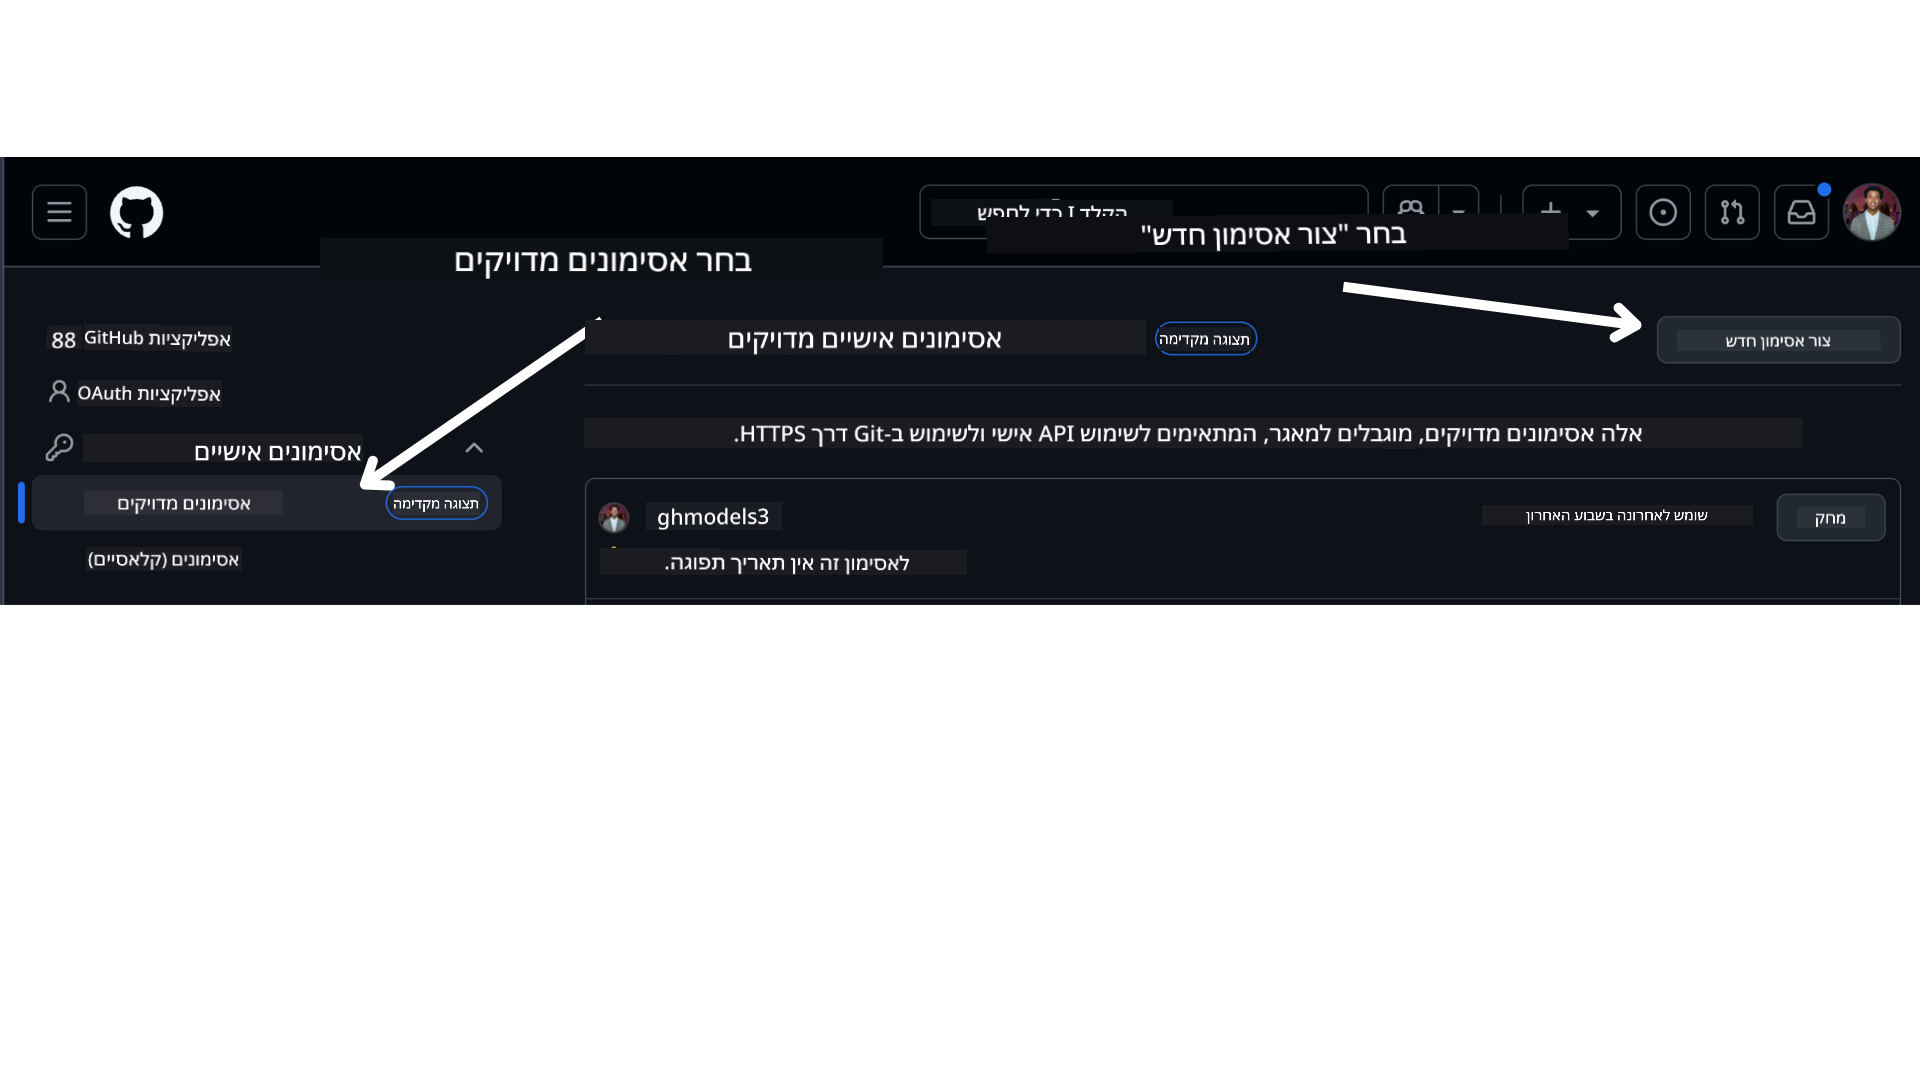 הקלד / כדי לחפש
בחר "צור אסימון חדש"
בחר אסימונים מדויקים
88 אפליקציות GitHub
אפליקציות OAuth
אסימונים אישיים
אסימונים מדויקים
תצוגה מקדימה
אסימונים (קלאסיים)
אסימונים אישיים מדויקים
תצוגה מקדימה
צור אסימון חדש
אלה אסימונים מדויקים, מוגבלים למאגר, המתאימים לשימוש API אישי ולשימוש ב-Git דרך HTTPS.
ghmodels3
שומש לאחרונה בשבוע האחרון
מחק
לאסימון זה אין תאריך תפוגה.